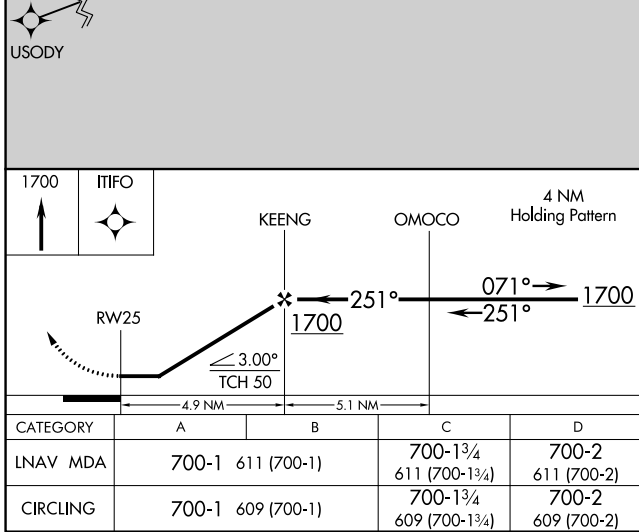 USODY
1700 ITIFO
4 NM
Holding Pattern
KEENG OMOCO
071°
251° 1700
251°
1700
RW25
3.00°
TCH 50
4.9 NM 5.1 NM
CATEGORY A B C D
LNAV MDA 700-1 611 (700-1) 700-1¾ 611 (700-1¾) 700-2 611 (700-2)
CIRCLING 700-1 609 (700-1) 700-1¾ 609 (700-1¾) 700-2 609 (700-2)